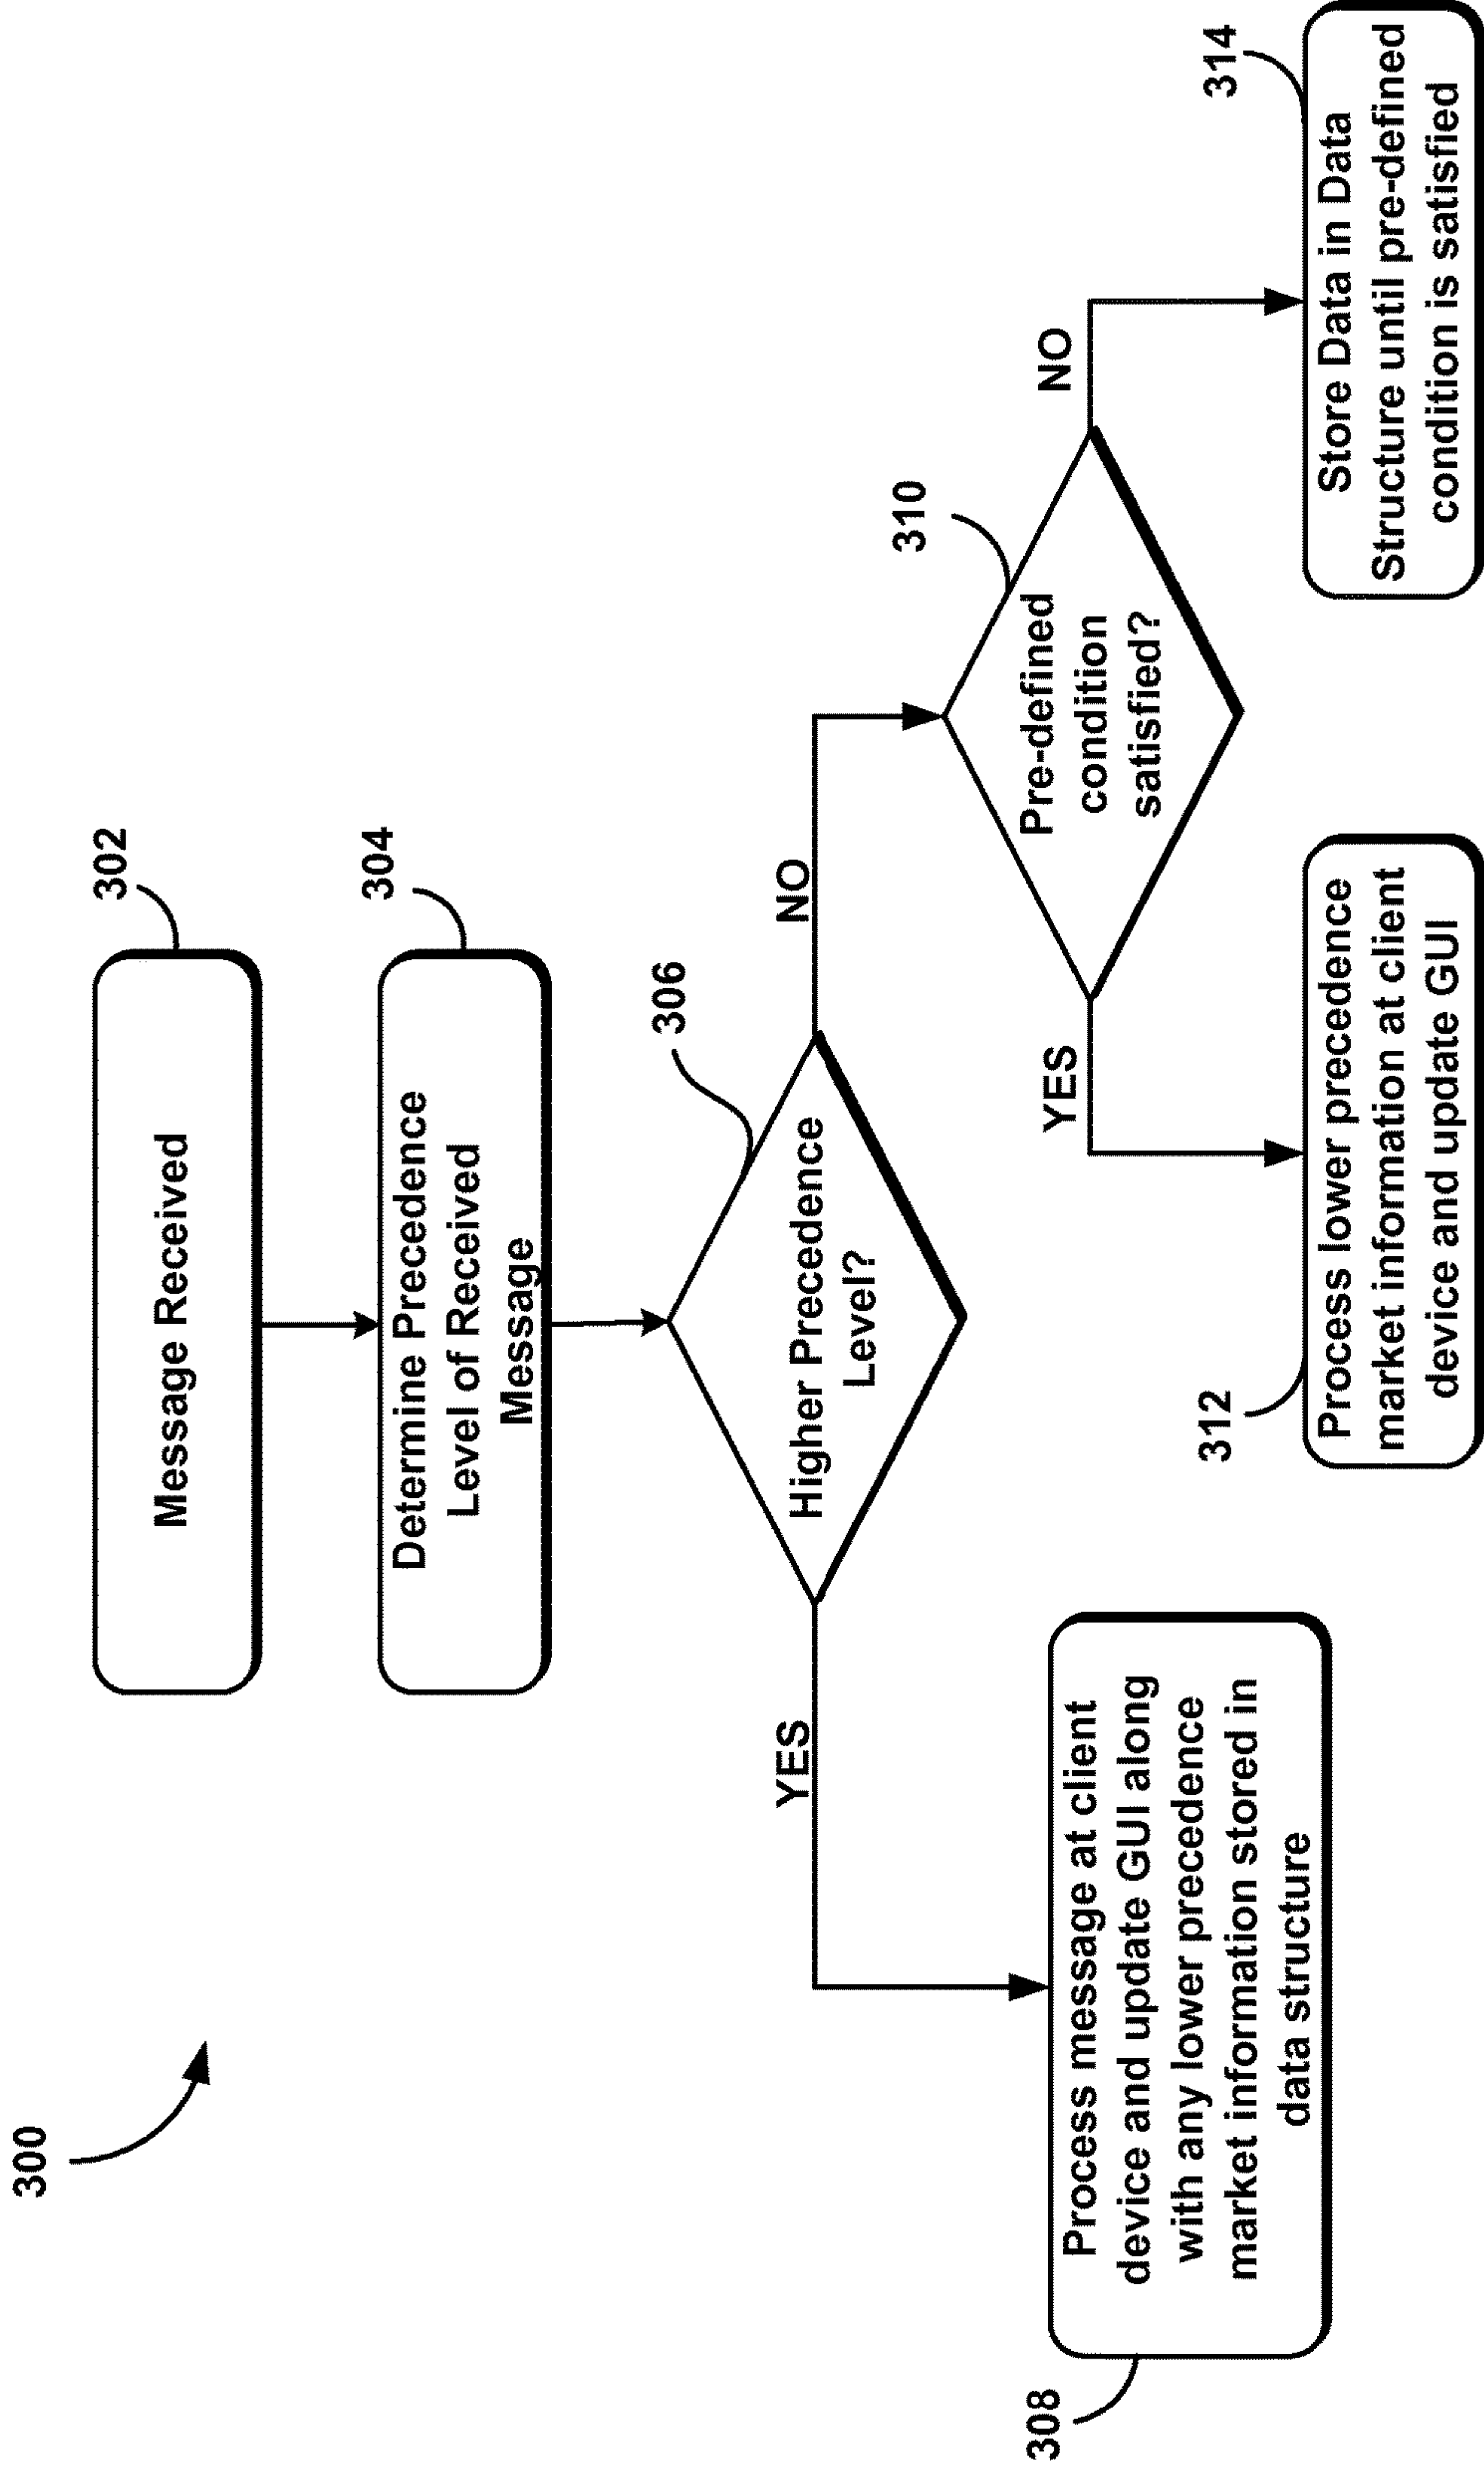 300
302
Message Received
304
Determine Precedence
Level of Received
Message
306
Higher Precedence
Level?
YES
NO
308
Process message at client
device and update GUI along
with any lower precedence
market information stored in
data structure
310
Pre-defined
condition
satisfied?
YES
NO
312
Process lower precedence
market information at client
device and update GUI
314
Store Data in Data
Structure until pre-defined
condition is satisfied